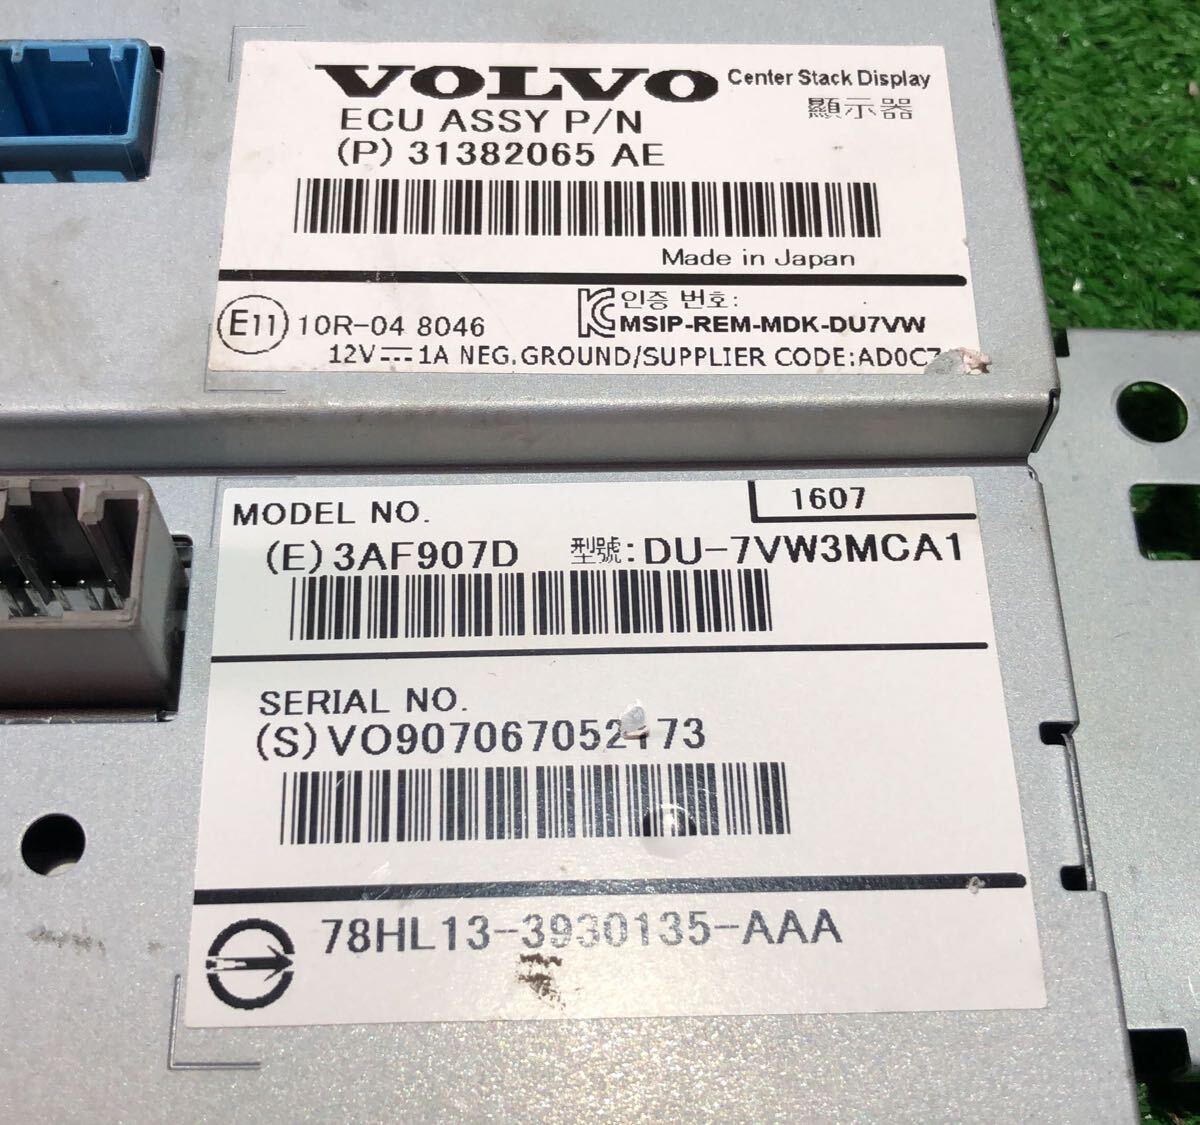 VOLVO Center Stack Display
ECU ASSY P/N 顯示器
(P) 31382065 AE
Made in Japan
E11 10R-04 8046 인증 번호:
MSIP-REM-MDK-DU7VW
12V⎓1A NEG.GROUND/SUPPLIER CODE:AD0C7
MODEL NO. 1607
(E)3AF907D 型號:DU-7VW3MCA1
SERIAL NO.
(S)VO907067052173
78HL13-3930135-AAA